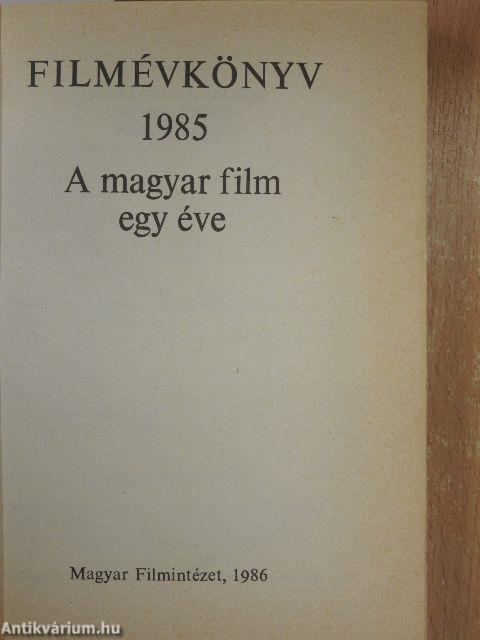 FILMÉVKÖNYV
1985
A magyar film
egy éve
Magyar Filmintézet, 1986
Antikvárium.hu